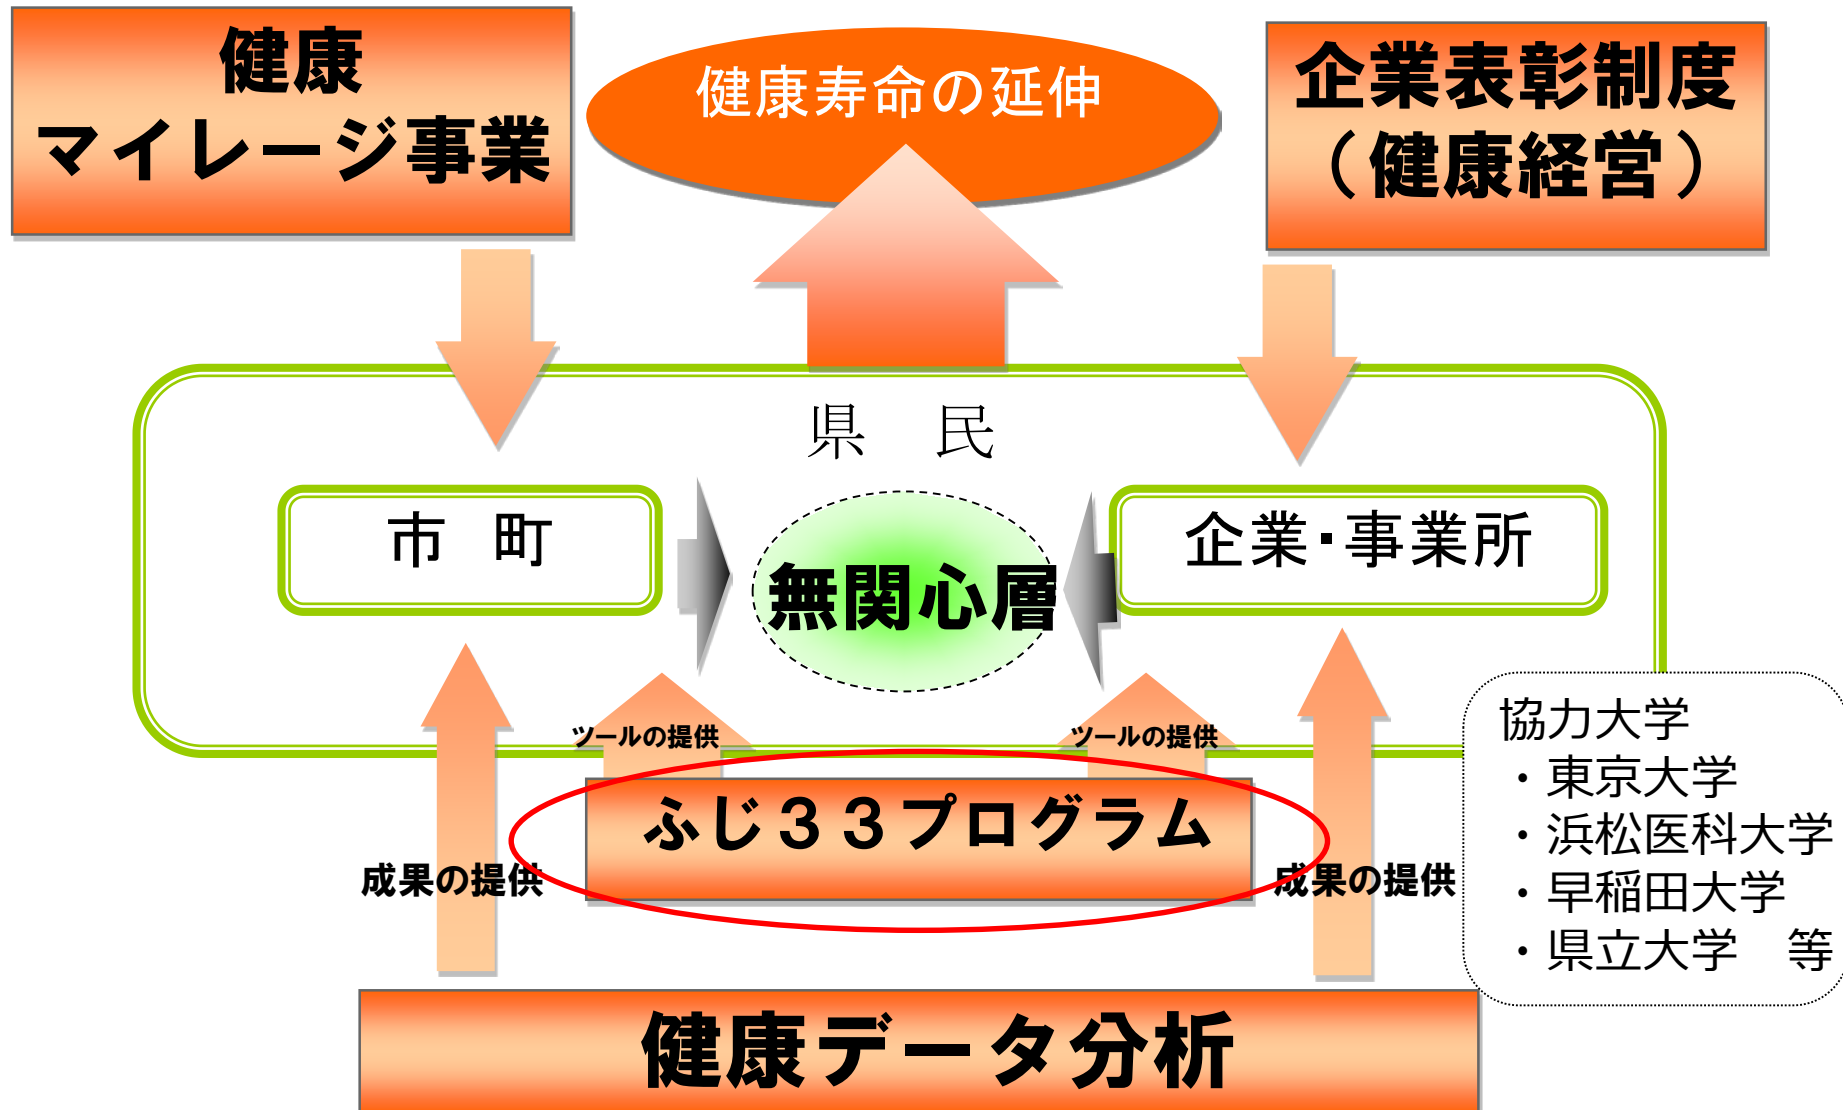 健康
マイレージ事業
健康寿命の延伸
企業表彰制度
（健康経営）
県　民
市　町
無関心層
企業・事業所
ツールの提供
ツールの提供
ふじ３３プログラム
成果の提供
成果の提供
協力大学
・東京大学
・浜松医科大学
・早稲田大学
・県立大学　等
健康データ分析